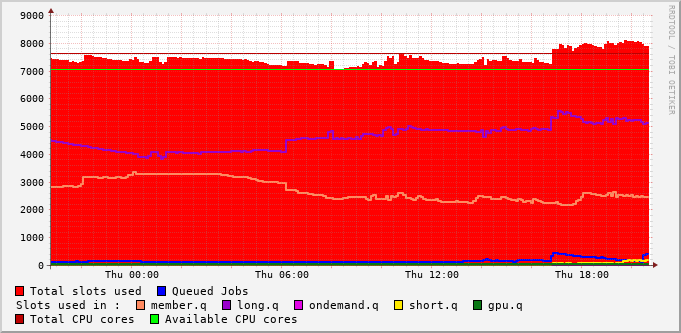 RRDTOOL / TOBI OETIKER
9000
8000
7000
6000
5000
4000
3000
2000
1000
0
Thu 00:00 Thu 06:00 Thu 12:00 Thu 18:00
Total slots used Queued Jobs
Slots used in : member.q long.q ondemand.q short.q gpu.q
Total CPU cores Available CPU cores